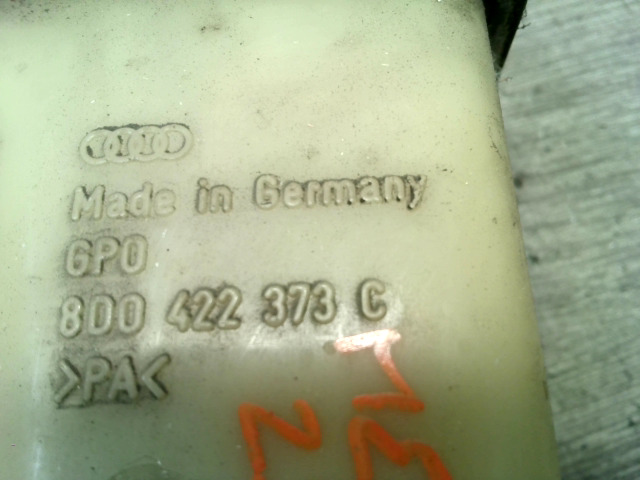 Made in Germany
GPO
8D0 422 373 C
>PA<